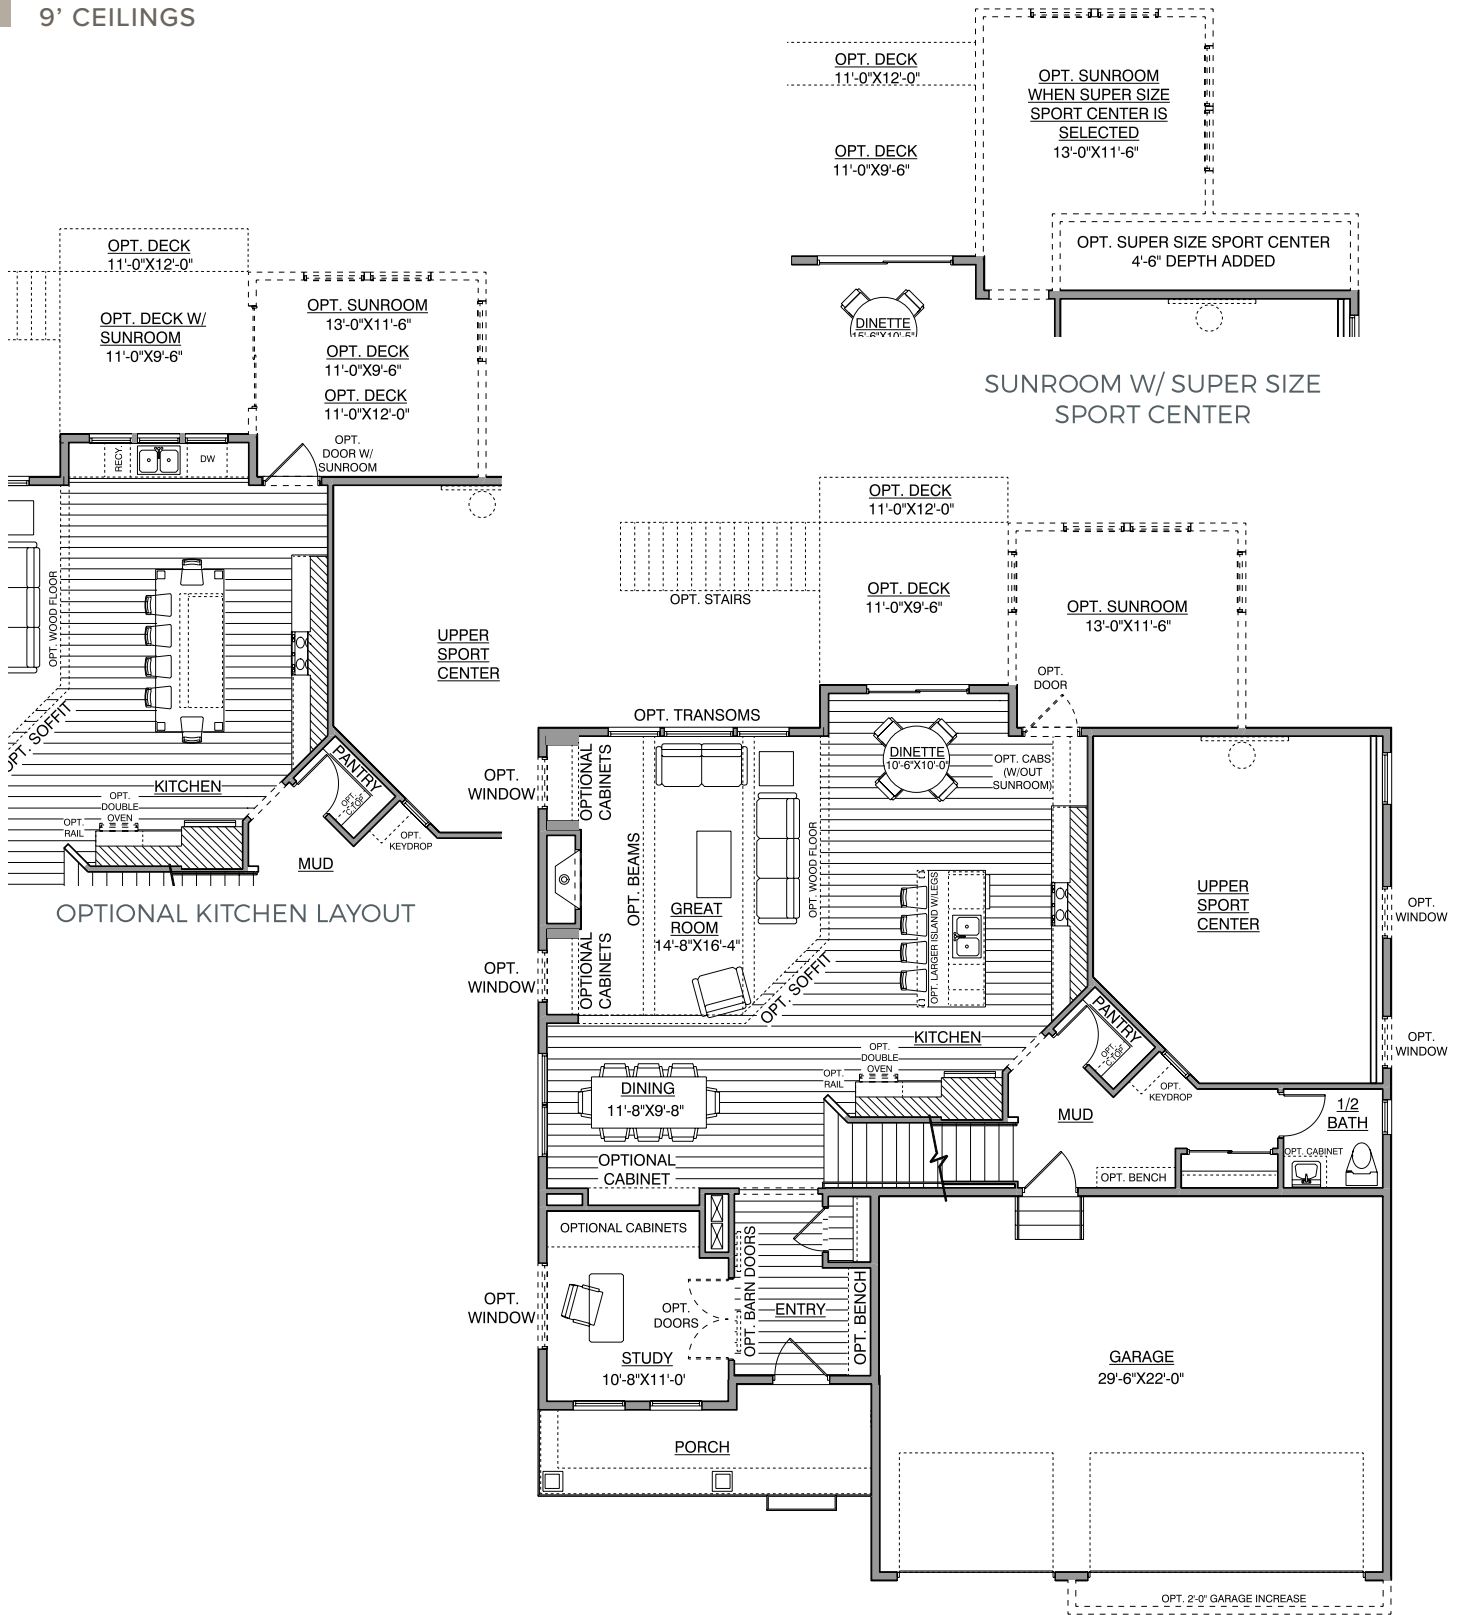 9’ CEILINGS
OPT. DECK
11'-0"X12'-0"
OPT. SUNROOM
WHEN SUPER SIZE
SPORT CENTER IS
SELECTED
13'-0"X11'-6"
OPT. DECK
11'-0"X9'-6"
OPT. SUPER SIZE SPORT CENTER
4'-6" DEPTH ADDED
DINETTE
15'-6"X10'-5"
SUNROOM W/ SUPER SIZE
SPORT CENTER
OPT. DECK
11'-0"X12'-0"
OPT. DECK W/
SUNROOM
11'-0"X9'-6"
OPT. SUNROOM
13'-0"X11'-6"
OPT. DECK
11'-0"X9'-6"
OPT. DECK
11'-0"X12'-0"
OPT.
DOOR W/
SUNROOM
RECY.
DW
OPT. WOOD FLOOR
UPPER
SPORT
CENTER
OPT. SOFFIT
PANTRY
OPT.
C-TOP
KITCHEN
OPT.
DOUBLE
OVEN
OPT.
RAIL
OPT.
KEYDROP
MUD
OPTIONAL KITCHEN LAYOUT
OPT. DECK
11'-0"X12'-0"
OPT. STAIRS
OPT. DECK
11'-0"X9'-6"
OPT. SUNROOM
13'-0"X11'-6"
OPT.
DOOR
OPT. TRANSOMS
OPT.
WINDOW
OPTIONAL
CABINETS
DINETTE
10'-6"X10'-0"
OPT. CABS
(W/OUT
SUNROOM)
OPT. BEAMS
OPT. WOOD FLOOR
GREAT
ROOM
14'-8"X16'-4"
OPT. LARGER ISLAND W/LEGS
UPPER
SPORT
CENTER
OPT.
WINDOW
OPT.
WINDOW
OPTIONAL
CABINETS
OPT. SOFFIT
PANTRY
OPT.
C-TOP
KITCHEN
OPT.
WINDOW
OPT.
DOUBLE
OVEN
OPT.
RAIL
OPT.
KEYDROP
DINING
11'-8"X9'-8"
MUD
1/2
BATH
OPT. CABINET
OPTIONAL
CABINET
OPT. BENCH
OPTIONAL CABINETS
OPT. BARN DOORS
OPT.
WINDOW
OPT.
DOORS
ENTRY
OPT. BENCH
STUDY
10'-8"X11'-0'
GARAGE
29'-6"X22'-0"
PORCH
OPT. 2'-0" GARAGE INCREASE